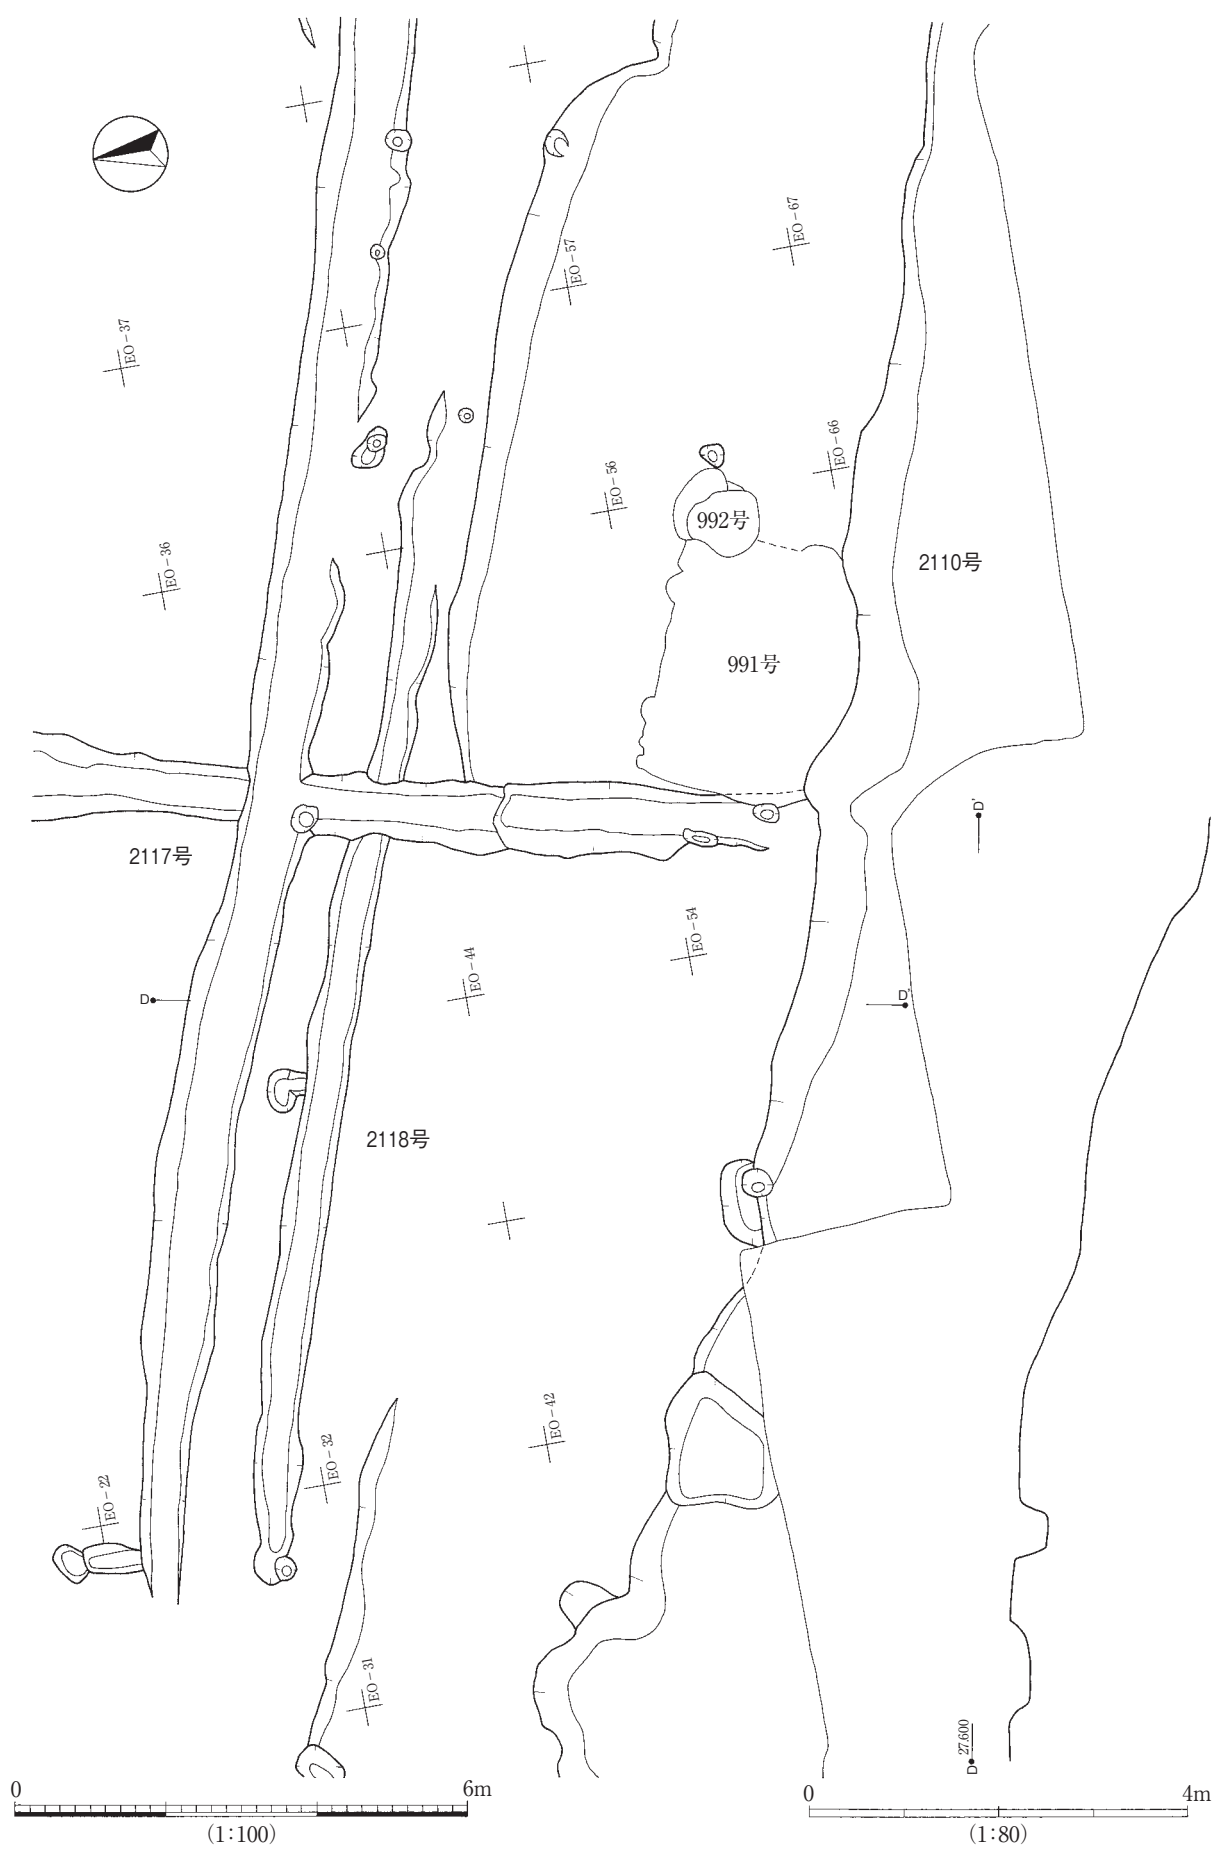 EO-67
EO-57
EO-37
EO-66
EO-56
992号
EO-36
2110号
991号
D'
2117号
EO-54
EO-44
D
D'
2118号
EO-42
EO-32
EO-22
EO-31
27.600
D
0 6m
(1:100)
0 4m
(1:80)